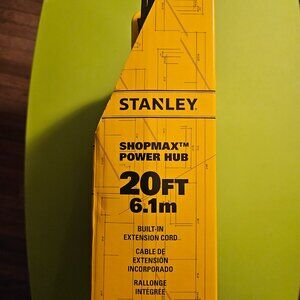 STANLEY
SHOPMAX™
POWER HUB
20FT
6.1m
BUILT-IN
EXTENSION CORD
CABLE DE
EXTENSIÓN
INCORPORADO
RALLONGE
INTÉGRÉE